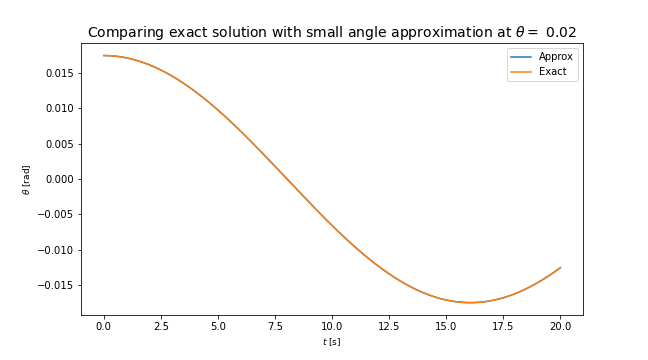 Comparing exact solution with small angle approximation at θ = 0.02
Approx
Exact
0.015
0.010
0.005
0.000
−0.005
−0.010
−0.015
θ [rad]
0.0 2.5 5.0 7.5 10.0 12.5 15.0 17.5 20.0
t [s]